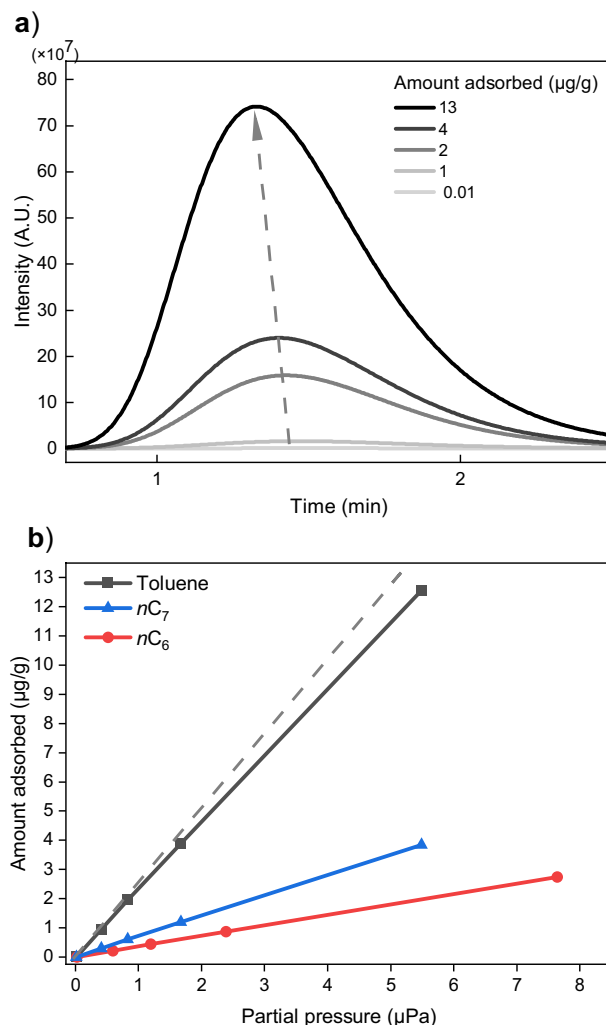 a)
(×10⁷)
80
70
60
50
40
30
20
10
0
Intensity (A.U.)
Amount adsorbed (µg/g)
13
4
2
1
0.01
1
2
Time (min)
b)
13
12
11
10
9
8
7
6
5
4
3
2
1
0
Amount adsorbed (µg/g)
Toluene
nC₇
nC₆
0 1 2 3 4 5 6 7 8
Partial pressure (µPa)